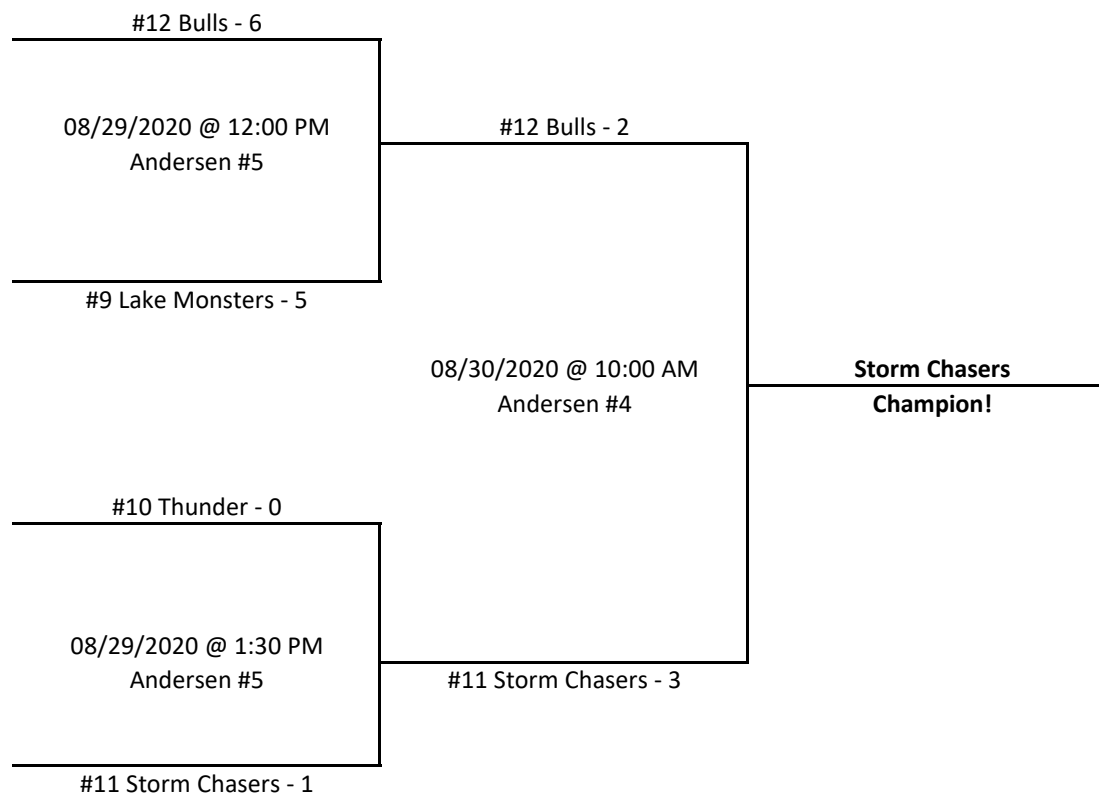 #12 Bulls - 6
08/29/2020 @ 12:00 PM
Andersen #5
#9 Lake Monsters - 5
#12 Bulls - 2
08/30/2020 @ 10:00 AM
Andersen #4
Storm Chasers
Champion!
#10 Thunder - 0
08/29/2020 @ 1:30 PM
Andersen #5
#11 Storm Chasers - 3
#11 Storm Chasers - 1